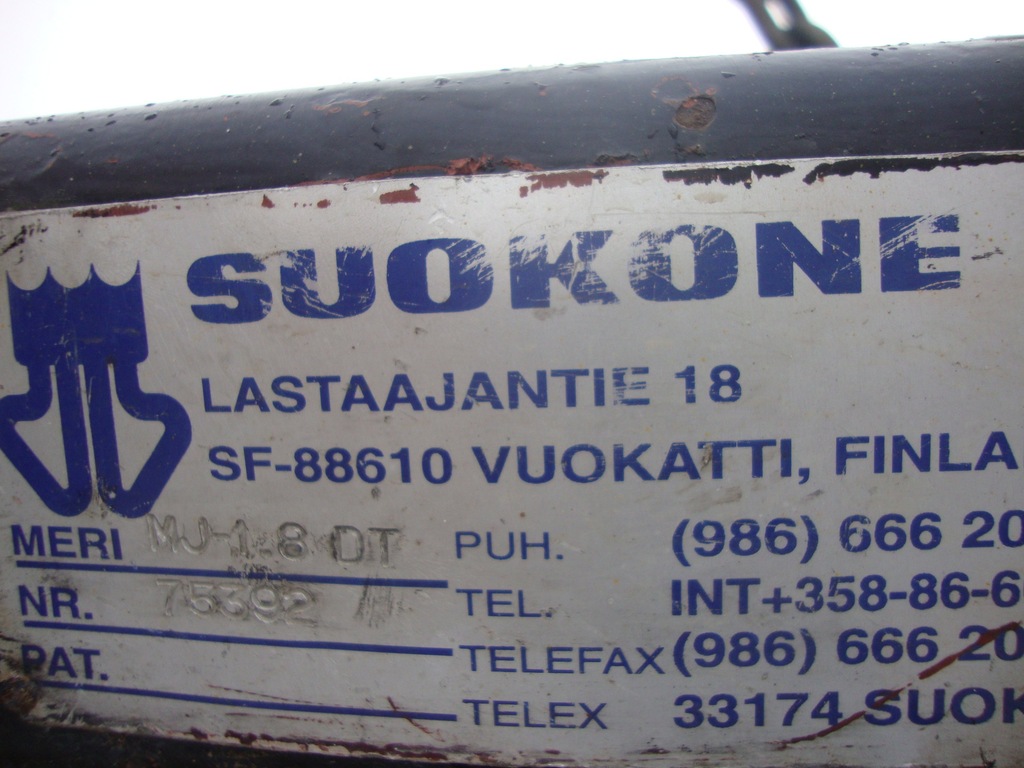 SUOKONE
LASTAAJANTIE 18
SF-88610 VUOKATTI, FINLA
MERI MJ-1.8 DT PUH. (986) 666 20
NR. 75392 TEL. INT+358-86-6
PAT. TELEFAX (986) 666 20
TELEX 33174 SUOK